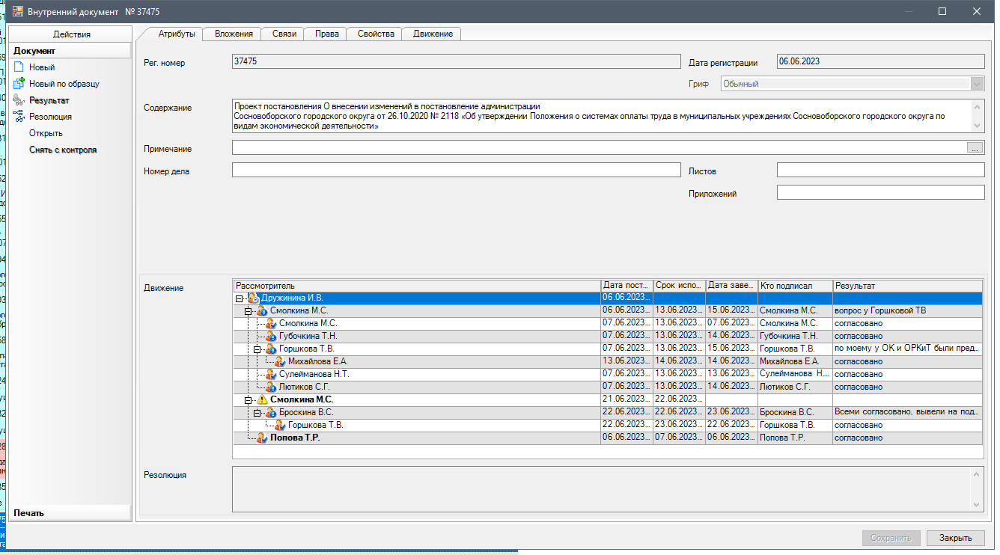 Внутренний документ № 37475
Действия
Документ
Новый
Новый по образцу
Результат
Резолюция
Открыть
Снять с контроля
Печать
Атрибуты Вложения Связи Права Свойства Движение
Рег. номер 37475 Дата регистрации 06.06.2023
Гриф Обычный
Содержание Проект постановления О внесении изменений в постановление администрации
Сосновоборского городского округа от 26.10.2020 № 2118 «Об утверждении Положения о системах оплаты труда в муниципальных учреждениях Сосновоборского городского округа по
видам экономической деятельности»
Примечание ...
Номер дела Листов
Приложений
Движение
Рассмотритель Дата пост... Срок испо... Дата заве... Кто подписал Результат
Дружинина И.В. 06.06.2023...
Смолкина М.С. 06.06.2023... 13.06.2023... 15.06.2023... Смолкина М.С. вопрос у Горшковой ТВ
Смолкина М.С. 07.06.2023... 13.06.2023... 07.06.2023... Смолкина М.С. согласовано
Губочкина Т.Н. 07.06.2023... 13.06.2023... 14.06.2023... Губочкина Т.Н. согласовано
Горшкова Т.В. 07.06.2023... 13.06.2023... 15.06.2023... Горшкова Т.В. по моему у ОК и ОРКиТ были пред...
Михайлова Е.А. 13.06.2023... 14.06.2023... 14.06.2023... Михайлова Е.А. согласовано
Сулейманова Н.Т. 07.06.2023... 13.06.2023... 13.06.2023... Сулейманова Н.... согласовано
Лютиков С.Г. 07.06.2023... 13.06.2023... 14.06.2023... Лютиков С.Г. согласовано
Смолкина М.С. 21.06.2023... 22.06.2023...
Броскина В.С. 22.06.2023... 22.06.2023... 23.06.2023... Броскина В.С. Всеми согласовано, вывели на под...
Горшкова Т.В. 22.06.2023... 23.06.2023... 22.06.2023... Горшкова Т.В. согласовано
Попова Т.Р. 06.06.2023... 07.06.2023... 06.06.2023... Попова Т.Р. согласовано
Резолюция
Сохранить Закрыть